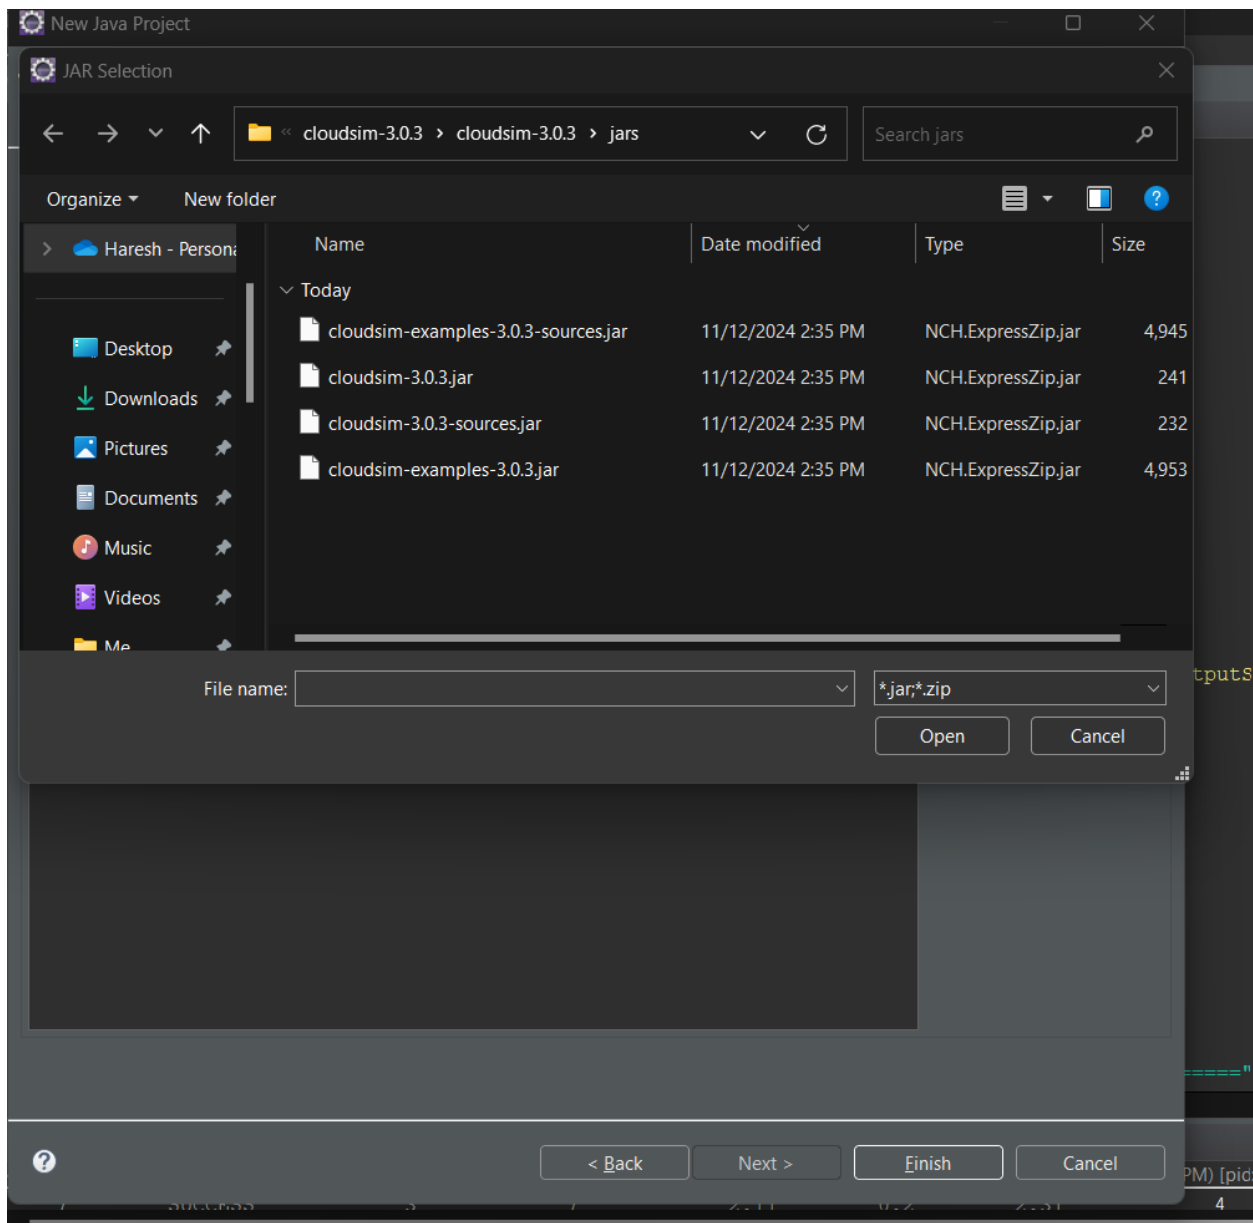 New Java Project
JAR Selection
« cloudsim-3.0.3 › cloudsim-3.0.3 › jars
Search jars
Organize
New folder
Haresh - Persona
Name Date modified Type Size
Today
Desktop
Downloads
Pictures
Documents
Music
Videos
Me
cloudsim-examples-3.0.3-sources.jar 11/12/2024 2:35 PM NCH.ExpressZip.jar 4,945
cloudsim-3.0.3.jar 11/12/2024 2:35 PM NCH.ExpressZip.jar 241
cloudsim-3.0.3-sources.jar 11/12/2024 2:35 PM NCH.ExpressZip.jar 232
cloudsim-examples-3.0.3.jar 11/12/2024 2:35 PM NCH.ExpressZip.jar 4,953
tputS
File name:
*.jar;*.zip
Open
Cancel
====="
< Back
Next >
Finish
Cancel
PM) [pid:
4